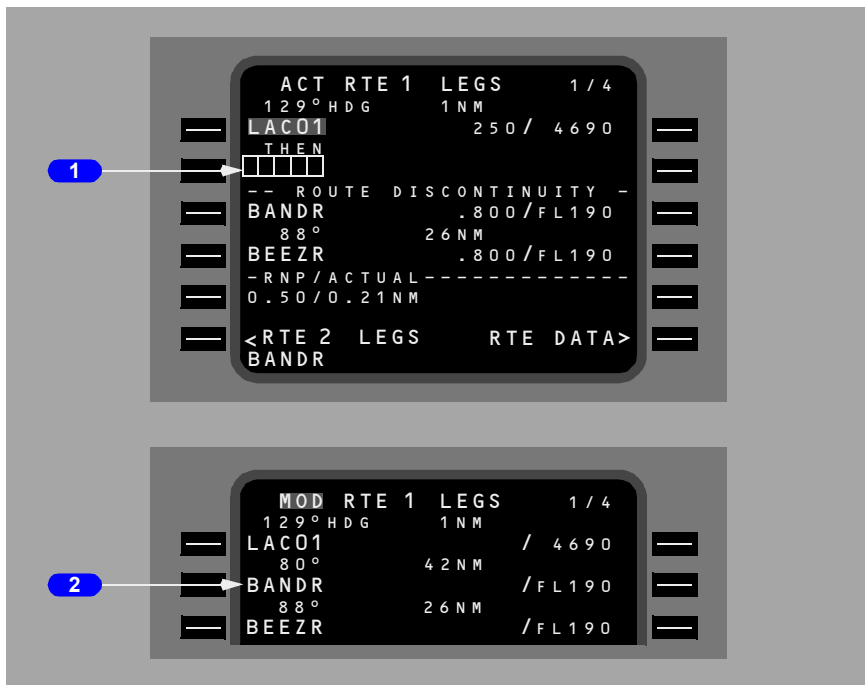 ACT RTE 1 LEGS 1/4
129°HDG 1NM
LACO1 250/ 4690
THEN
1
-- ROUTE DISCONTINUITY -
BANDR .800/FL190
88° 26NM
BEEZR .800/FL190
-RNP/ACTUAL-------------
0.50/0.21NM
<RTE 2 LEGS RTE DATA>
BANDR
MOD RTE 1 LEGS 1/4
129°HDG 1NM
LACO1 / 4690
80° 42NM
2 BANDR /FL190
88° 26NM
BEEZR /FL190